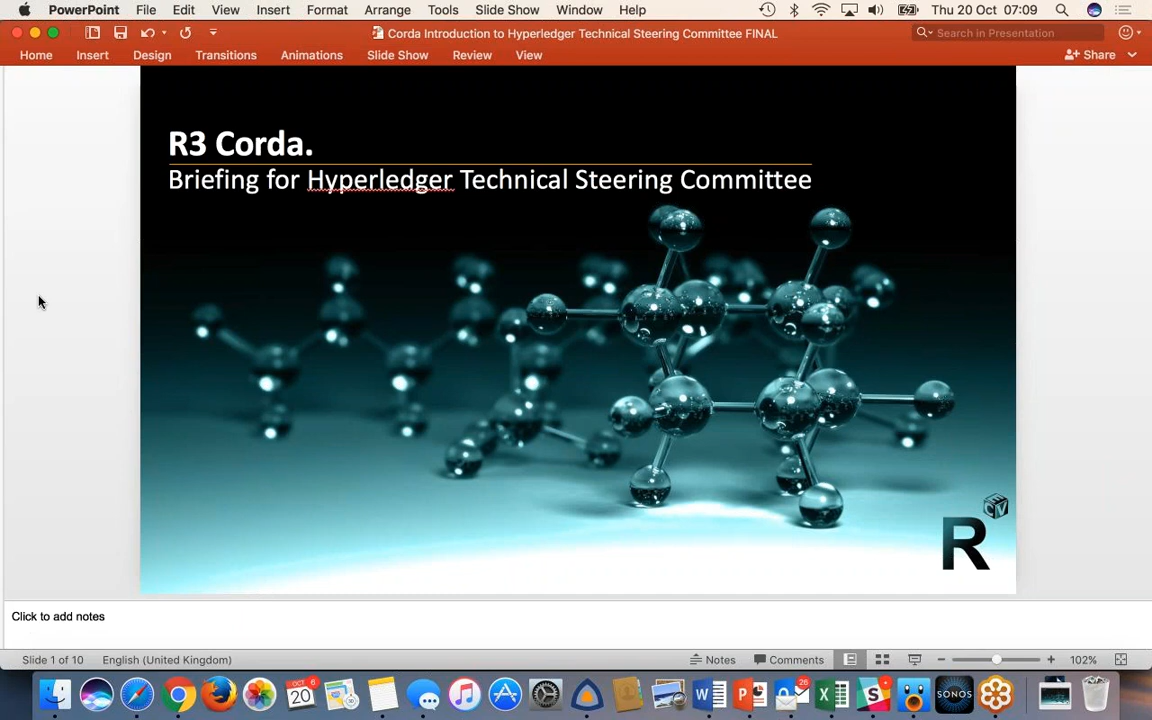 PowerPoint File Edit View Insert Format Arrange Tools Slide Show Window Help Thu 20 Oct 07:09
Corda Introduction to Hyperledger Technical Steering Committee FINAL Search in Presentation
Home Insert Design Transitions Animations Slide Show Review View Share
R3 Corda.
Briefing for Hyperledger Technical Steering Committee
R
CEV
Click to add notes
Slide 1 of 10 English (United Kingdom) Notes Comments 102%
OCT 6
20
26
SONOS